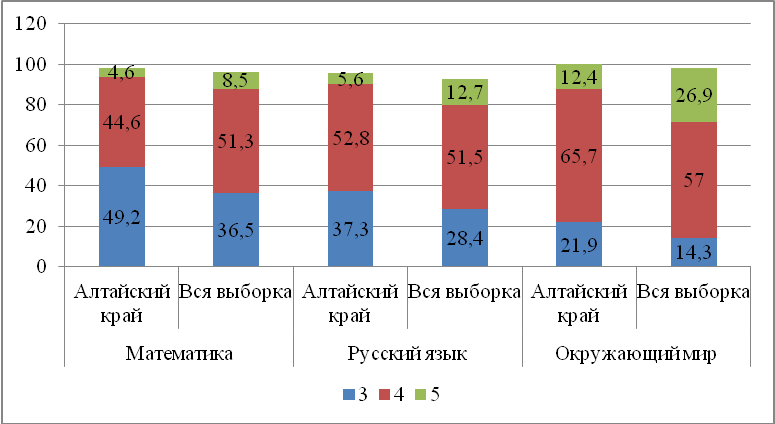 120
100
80
60
40
20
0
4,6
44,6
49,2
8,5
51,3
36,5
5,6
52,8
37,3
12,7
51,5
28,4
12,4
65,7
21,9
26,9
57
14,3
Алтайский край
Вся выборка
Алтайский край
Вся выборка
Алтайский край
Вся выборка
Математика
Русский язык
Окружающий мир
3 4 5